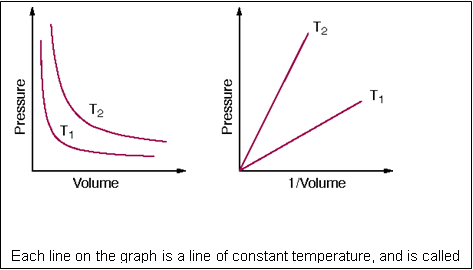 Pressure
T2
T1
Volume
Pressure
T2
T1
1/Volume
Each line on the graph is a line of constant temperature, and is called